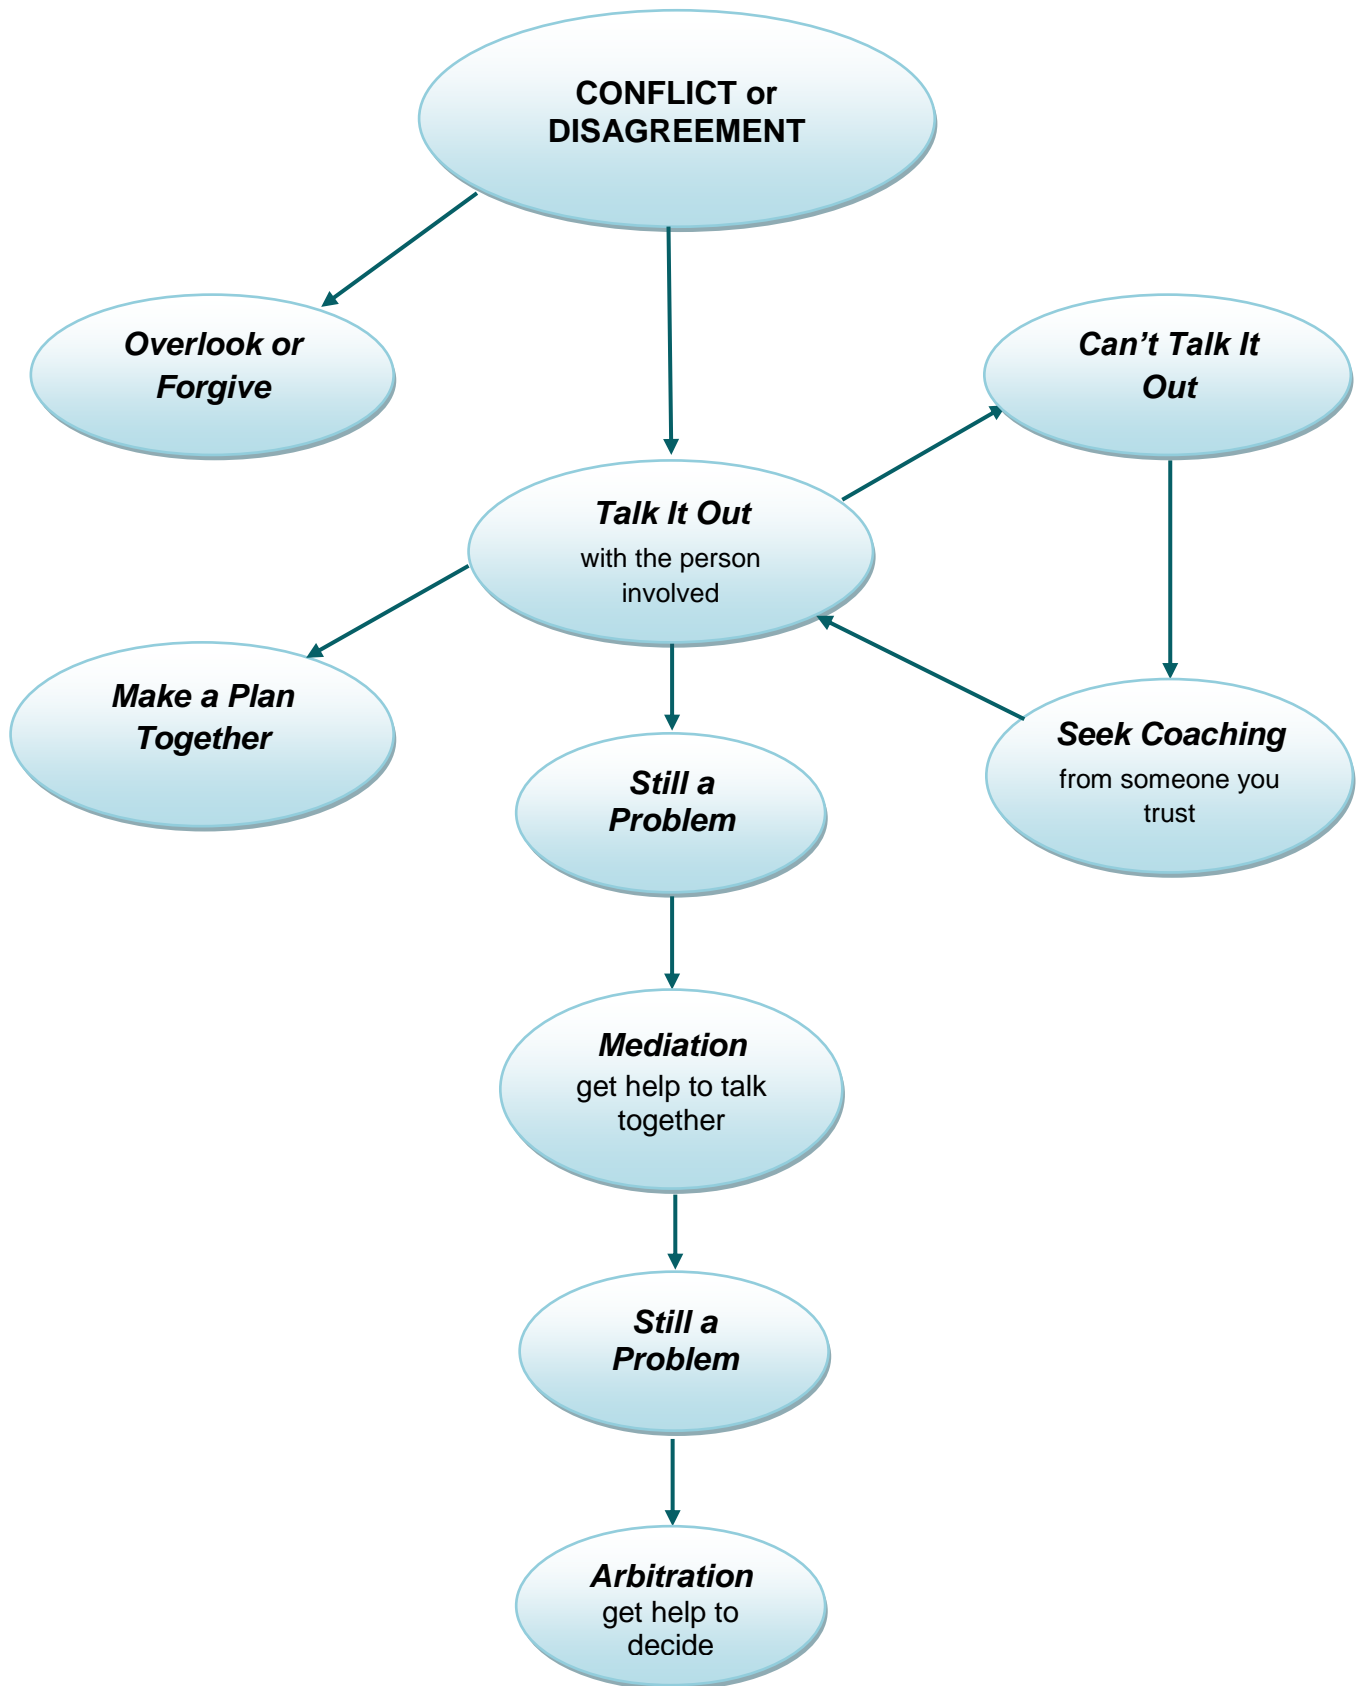 CONFLICT or
DISAGREEMENT
Overlook or
Forgive
Can’t Talk It
Out
Talk It Out
with the person
involved
Make a Plan
Together
Seek Coaching
from someone you
trust
Still a
Problem
Mediation
get help to talk
together
Still a
Problem
Arbitration
get help to
decide